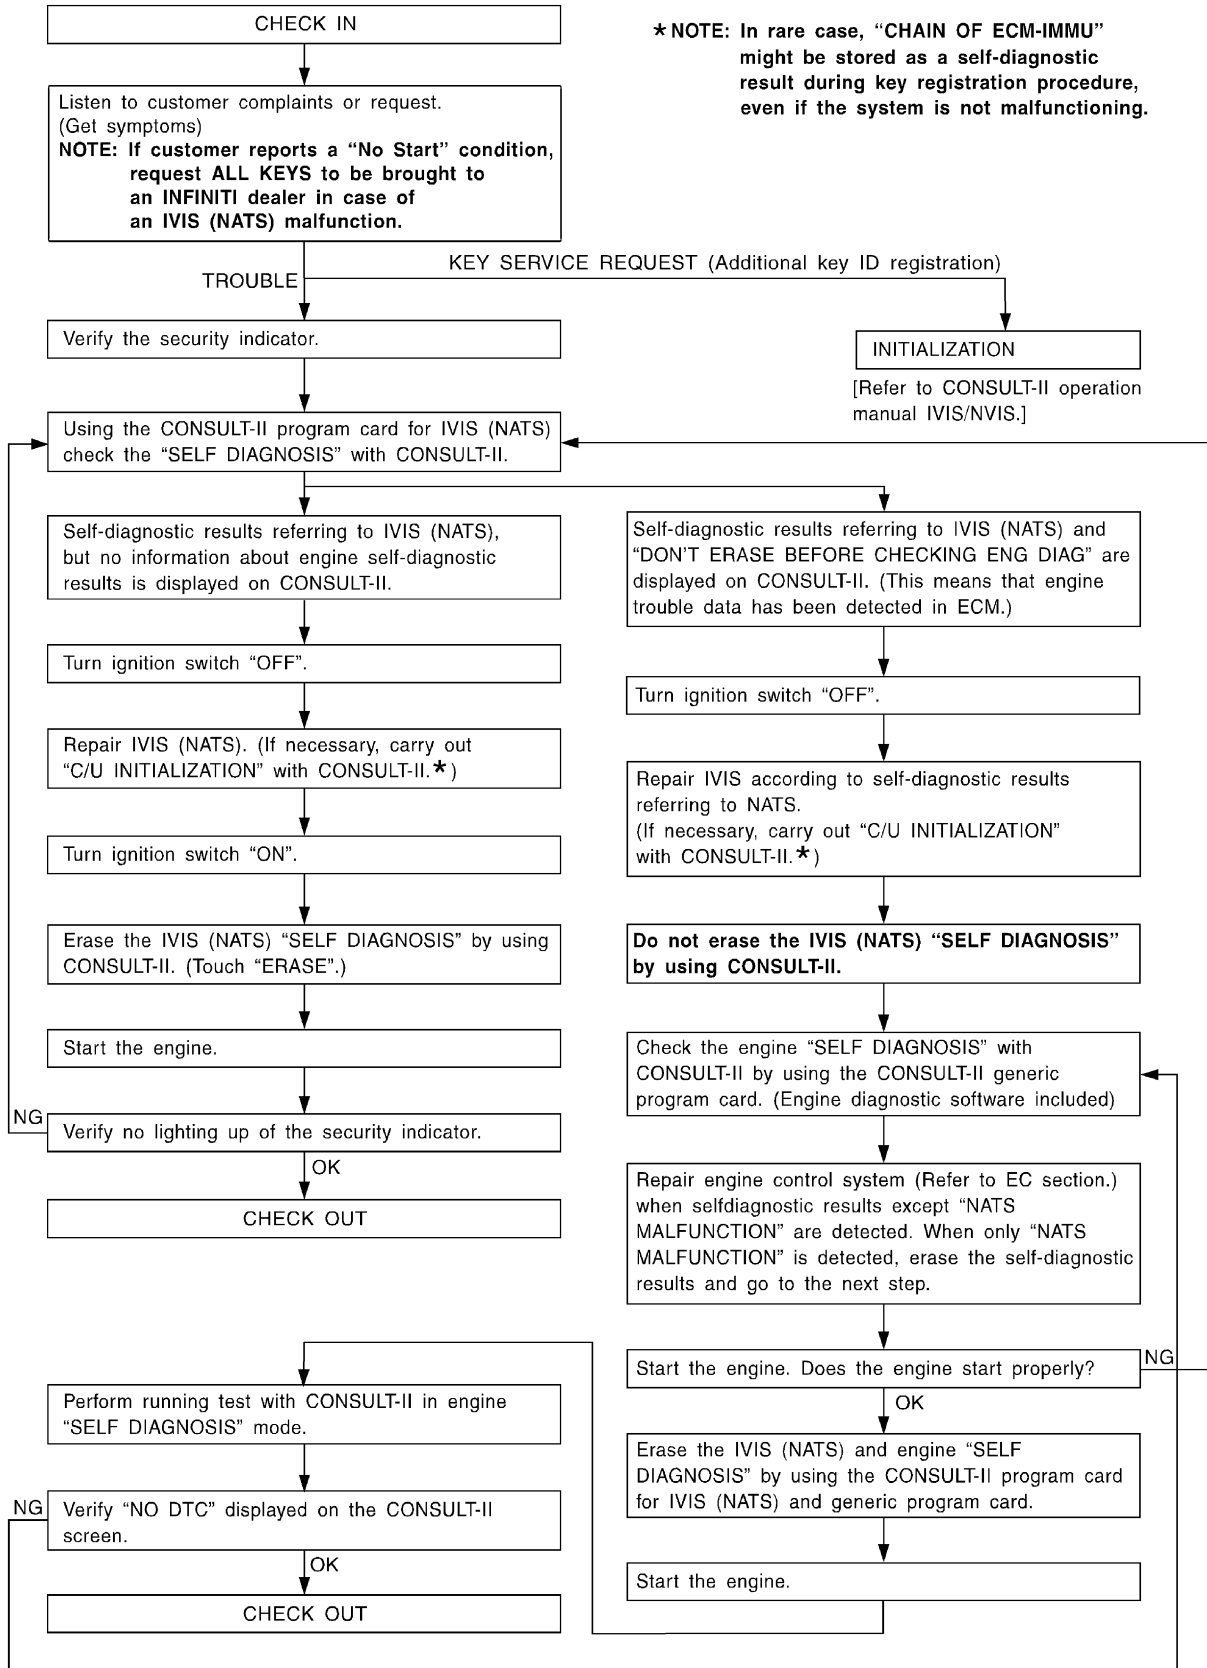 CHECK IN
★ NOTE: In rare case, “CHAIN OF ECM-IMMU”
might be stored as a self-diagnostic
result during key registration procedure,
even if the system is not malfunctioning.
Listen to customer complaints or request.
(Get symptoms)
NOTE: If customer reports a “No Start” condition,
request ALL KEYS to be brought to
an INFINITI dealer in case of
an IVIS (NATS) malfunction.
TROUBLE
KEY SERVICE REQUEST (Additional key ID registration)
Verify the security indicator.
INITIALIZATION
[Refer to CONSULT-II operation
manual IVIS/NVIS.]
Using the CONSULT-II program card for IVIS (NATS)
check the “SELF DIAGNOSIS” with CONSULT-II.
Self-diagnostic results referring to IVIS (NATS),
but no information about engine self-diagnostic
results is displayed on CONSULT-II.
Turn ignition switch “OFF”.
Repair IVIS (NATS). (If necessary, carry out
“C/U INITIALIZATION” with CONSULT-II.★)
Turn ignition switch “ON”.
Erase the IVIS (NATS) “SELF DIAGNOSIS” by using
CONSULT-II. (Touch “ERASE”.)
Start the engine.
NG
Verify no lighting up of the security indicator.
OK
CHECK OUT
Self-diagnostic results referring to IVIS (NATS) and
“DON’T ERASE BEFORE CHECKING ENG DIAG” are
displayed on CONSULT-II. (This means that engine
trouble data has been detected in ECM.)
Turn ignition switch “OFF”.
Repair IVIS according to self-diagnostic results
referring to NATS.
(If necessary, carry out “C/U INITIALIZATION”
with CONSULT-II.★)
Do not erase the IVIS (NATS) “SELF DIAGNOSIS”
by using CONSULT-II.
Check the engine “SELF DIAGNOSIS” with
CONSULT-II by using the CONSULT-II generic
program card. (Engine diagnostic software included)
Repair engine control system (Refer to EC section.)
when selfdiagnostic results except “NATS
MALFUNCTION” are detected. When only “NATS
MALFUNCTION” is detected, erase the self-diagnostic
results and go to the next step.
Start the engine. Does the engine start properly?
NG
OK
Erase the IVIS (NATS) and engine “SELF
DIAGNOSIS” by using the CONSULT-II program card
for IVIS (NATS) and generic program card.
Start the engine.
Perform running test with CONSULT-II in engine
“SELF DIAGNOSIS” mode.
NG
Verify “NO DTC” displayed on the CONSULT-II
screen.
OK
CHECK OUT